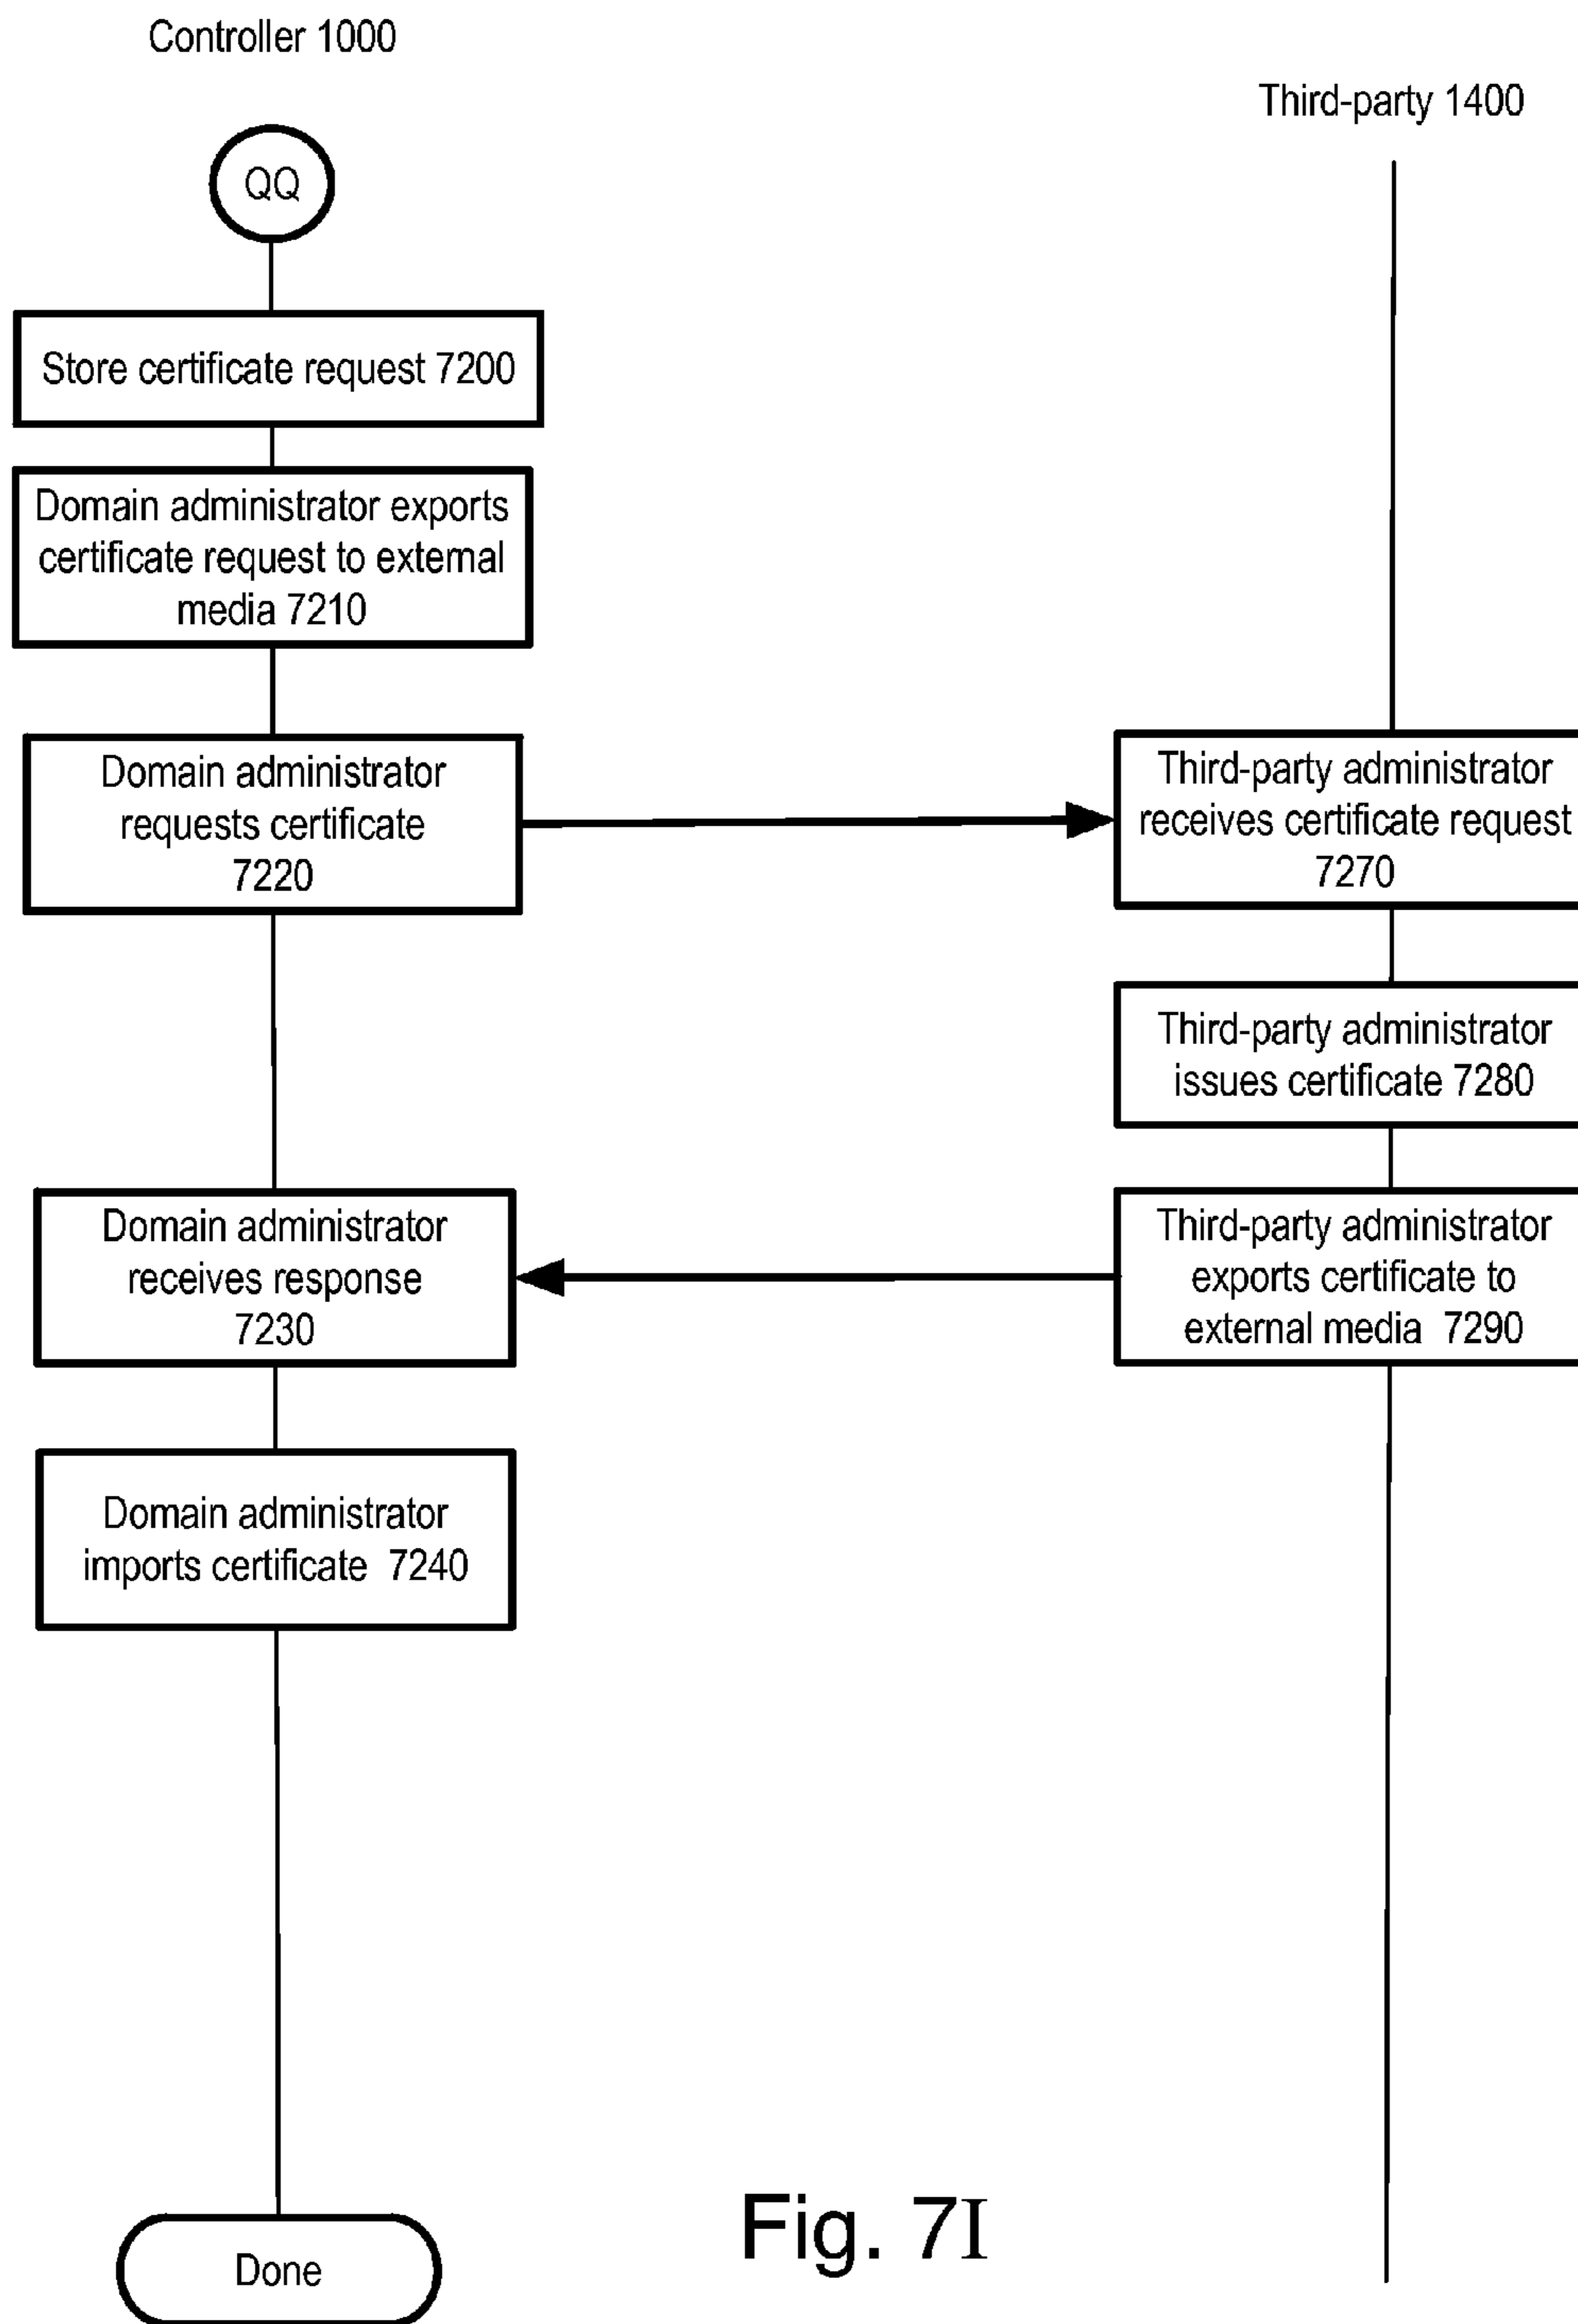 Controller 1000
Third-party 1400
QQ
Store certificate request 7200
Domain administrator exports
certificate request to external
media 7210
Domain administrator
requests certificate
7220
Third-party administrator
receives certificate request
7270
Third-party administrator
issues certificate 7280
Domain administrator
receives response
7230
Third-party administrator
exports certificate to
external media 7290
Domain administrator
imports certificate 7240
Done
Fig. 7I